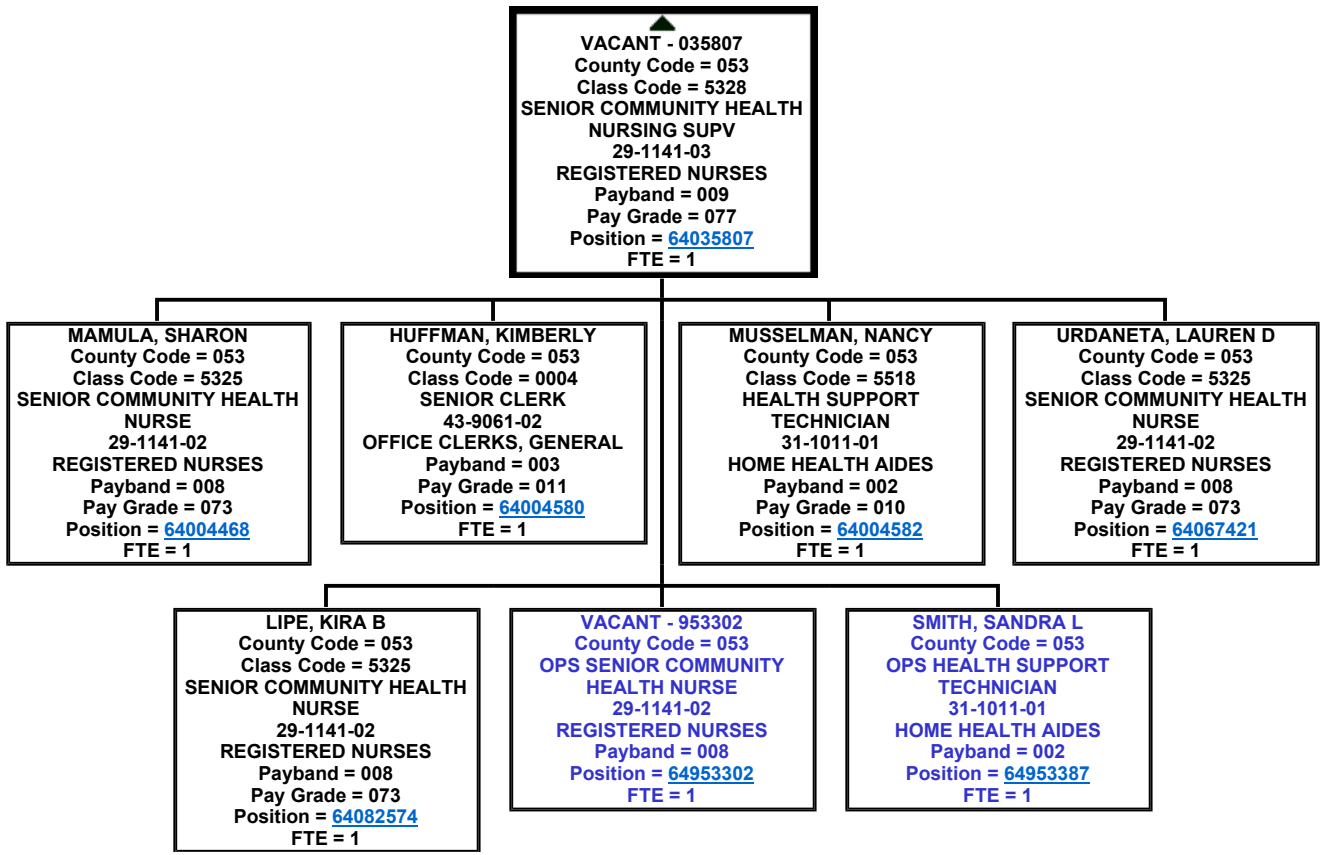 VACANT - 035807
County Code = 053
Class Code = 5328
SENIOR COMMUNITY HEALTH
NURSING SUPV
29-1141-03
REGISTERED NURSES
Payband = 009
Pay Grade = 077
Position = 64035807
FTE = 1
MAMULA, SHARON
County Code = 053
Class Code = 5325
SENIOR COMMUNITY HEALTH
NURSE
29-1141-02
REGISTERED NURSES
Payband = 008
Pay Grade = 073
Position = 64004468
FTE = 1
HUFFMAN, KIMBERLY
County Code = 053
Class Code = 0004
SENIOR CLERK
43-9061-02
OFFICE CLERKS, GENERAL
Payband = 003
Pay Grade = 011
Position = 64004580
FTE = 1
MUSSELMAN, NANCY
County Code = 053
Class Code = 5518
HEALTH SUPPORT
TECHNICIAN
31-1011-01
HOME HEALTH AIDES
Payband = 002
Pay Grade = 010
Position = 64004582
FTE = 1
URDANETA, LAUREN D
County Code = 053
Class Code = 5325
SENIOR COMMUNITY HEALTH
NURSE
29-1141-02
REGISTERED NURSES
Payband = 008
Pay Grade = 073
Position = 64067421
FTE = 1
LIPE, KIRA B
County Code = 053
Class Code = 5325
SENIOR COMMUNITY HEALTH
NURSE
29-1141-02
REGISTERED NURSES
Payband = 008
Pay Grade = 073
Position = 64082574
FTE = 1
VACANT - 953302
County Code = 053
OPS SENIOR COMMUNITY
HEALTH NURSE
29-1141-02
REGISTERED NURSES
Payband = 008
Position = 64953302
FTE = 1
SMITH, SANDRA L
County Code = 053
OPS HEALTH SUPPORT
TECHNICIAN
31-1011-01
HOME HEALTH AIDES
Payband = 002
Position = 64953387
FTE = 1